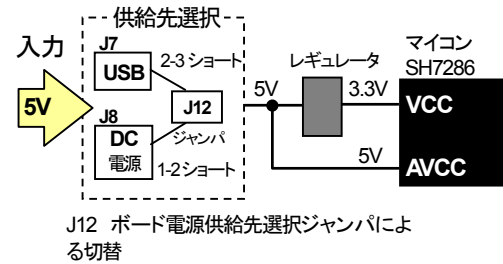 供給先選択
入力
5V
J7
USB
2-3 ショート
J12
ジャンパ
J8
DC
電源
1-2ショート
5V
レギュレータ
3.3V
5V
マイコン
SH7286
VCC
AVCC
J12 ボード電源供給先選択ジャンパによ
る切替